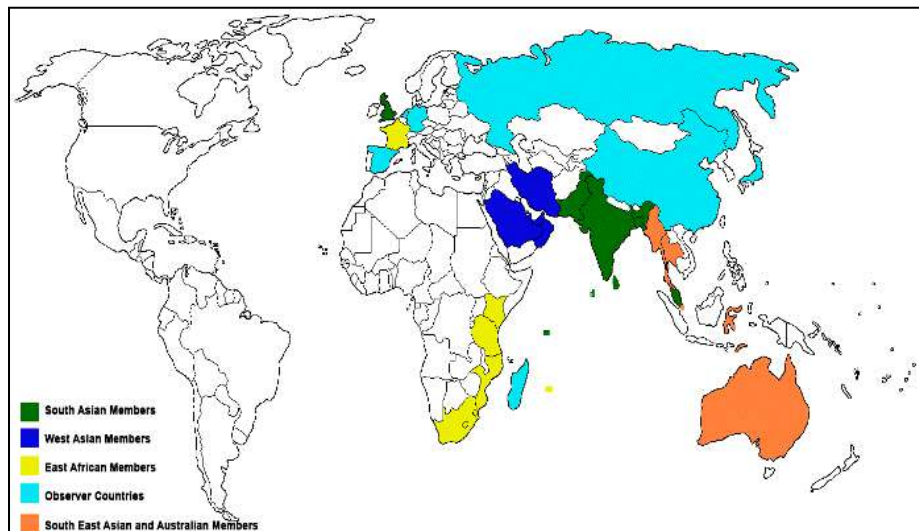 South Asian Members
West Asian Members
East African Members
Observer Countries
South East Asian and Australian Members